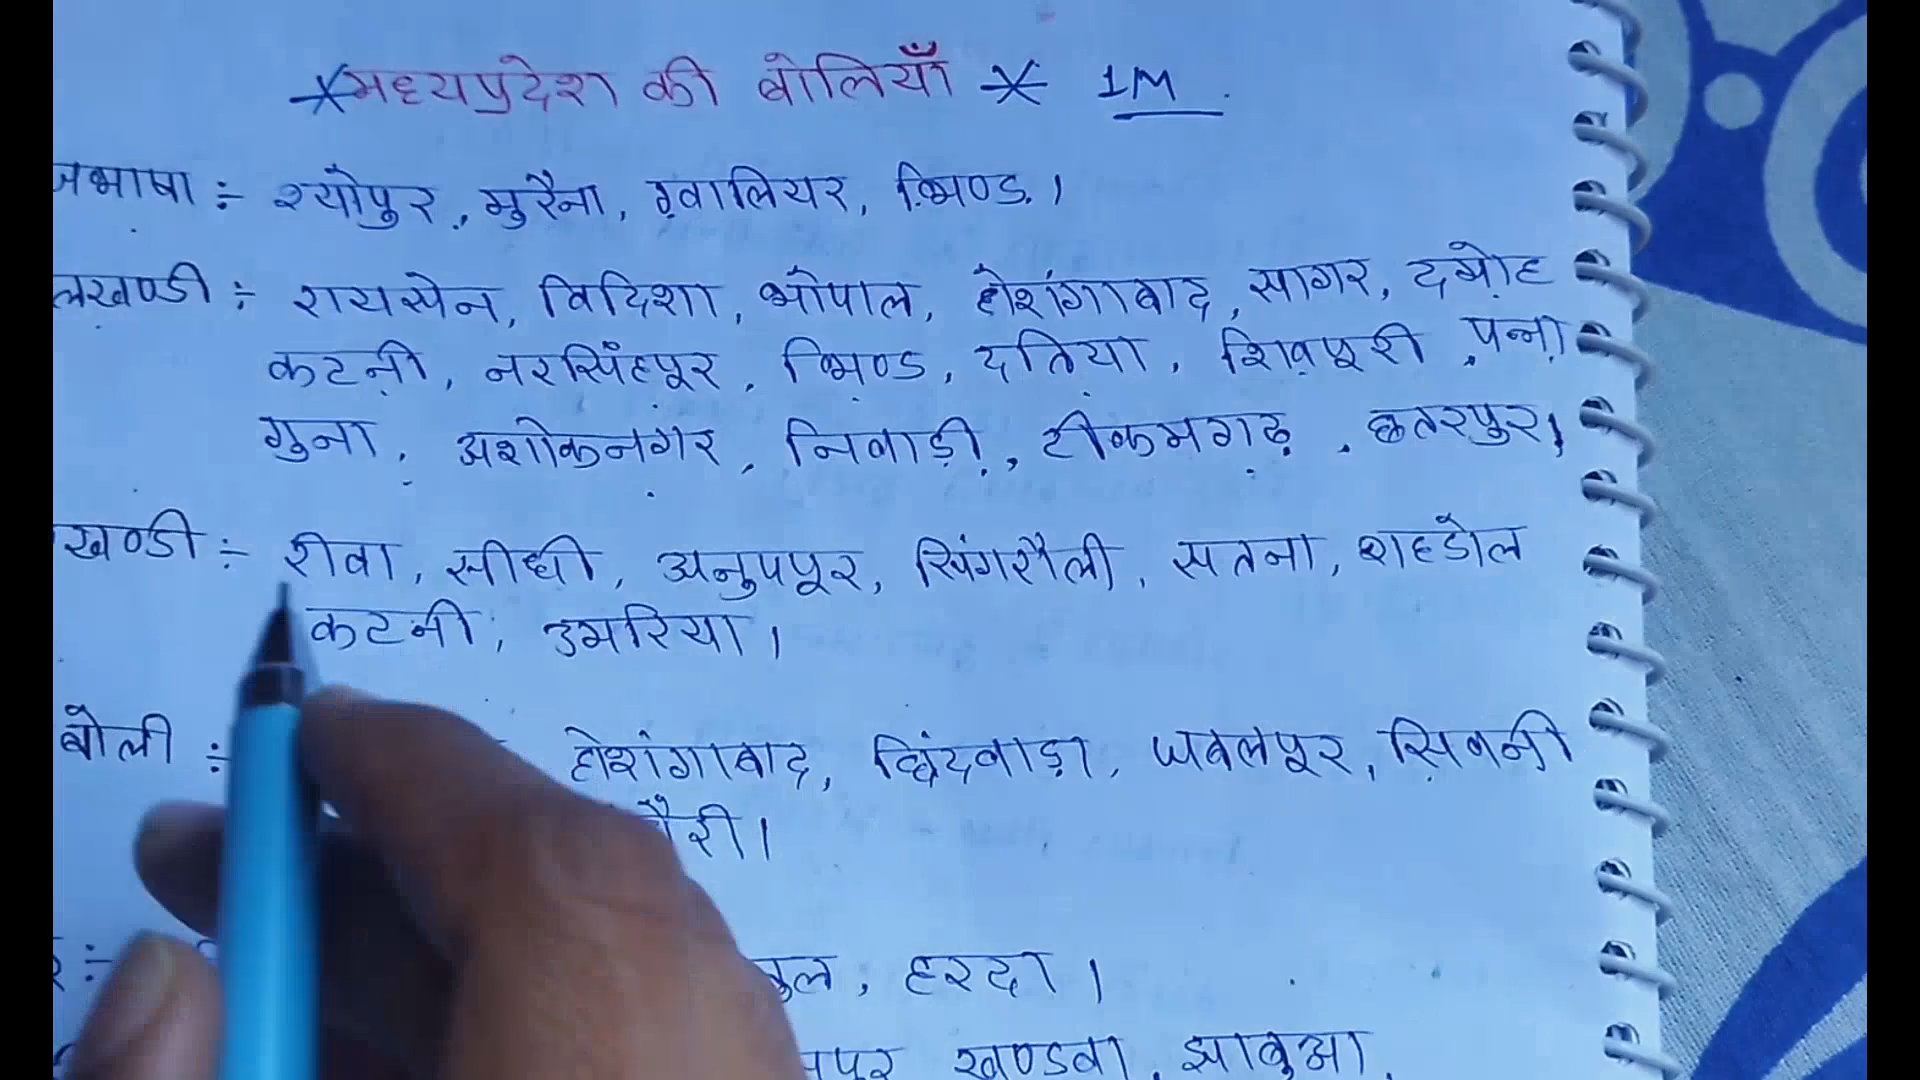 * मध्यप्रदेश की बोलियाँ * 1M.
जभाषा :- श्योपुर, मुरैना, ग्वालियर, भिण्ड।
लखण्डी :- रायसेन, विदिशा, भोपाल, होशंगाबाद, सागर, दमोह
कटनी, नरसिंहपूर, भिण्ड, दतिया, शिवपूरी, पन्ना
गुना, अशोकनगर, निवाड़ी, टीकमगढ़, छतरपुर।
खण्डी :- रीवा, सीधी, अनुपपूर, सिंगरौली, सतना, शहडोल
कटनी, उमरिया।
बोली :- होशंगाबाद, छिंदवाड़ा, जबलपूर, सिवनी
र :- हरदा।
खण्डवा, झाबुआ,